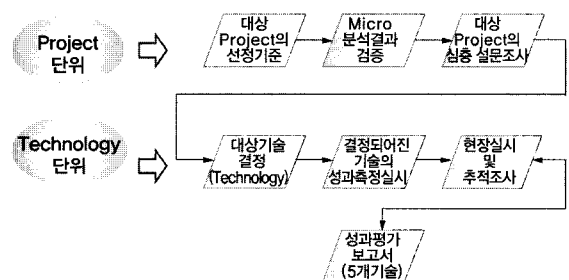 Project
단위
대상
Project의
선정기준
Micro
분석결과
검증
대상
Project의
심층 설문조사
Technology
단위
대상기술
결정
(Technology)
결정되어진
기술의
성과측정실시
현장실시
및
추적조사
성과평가
보고서
(5개기술)